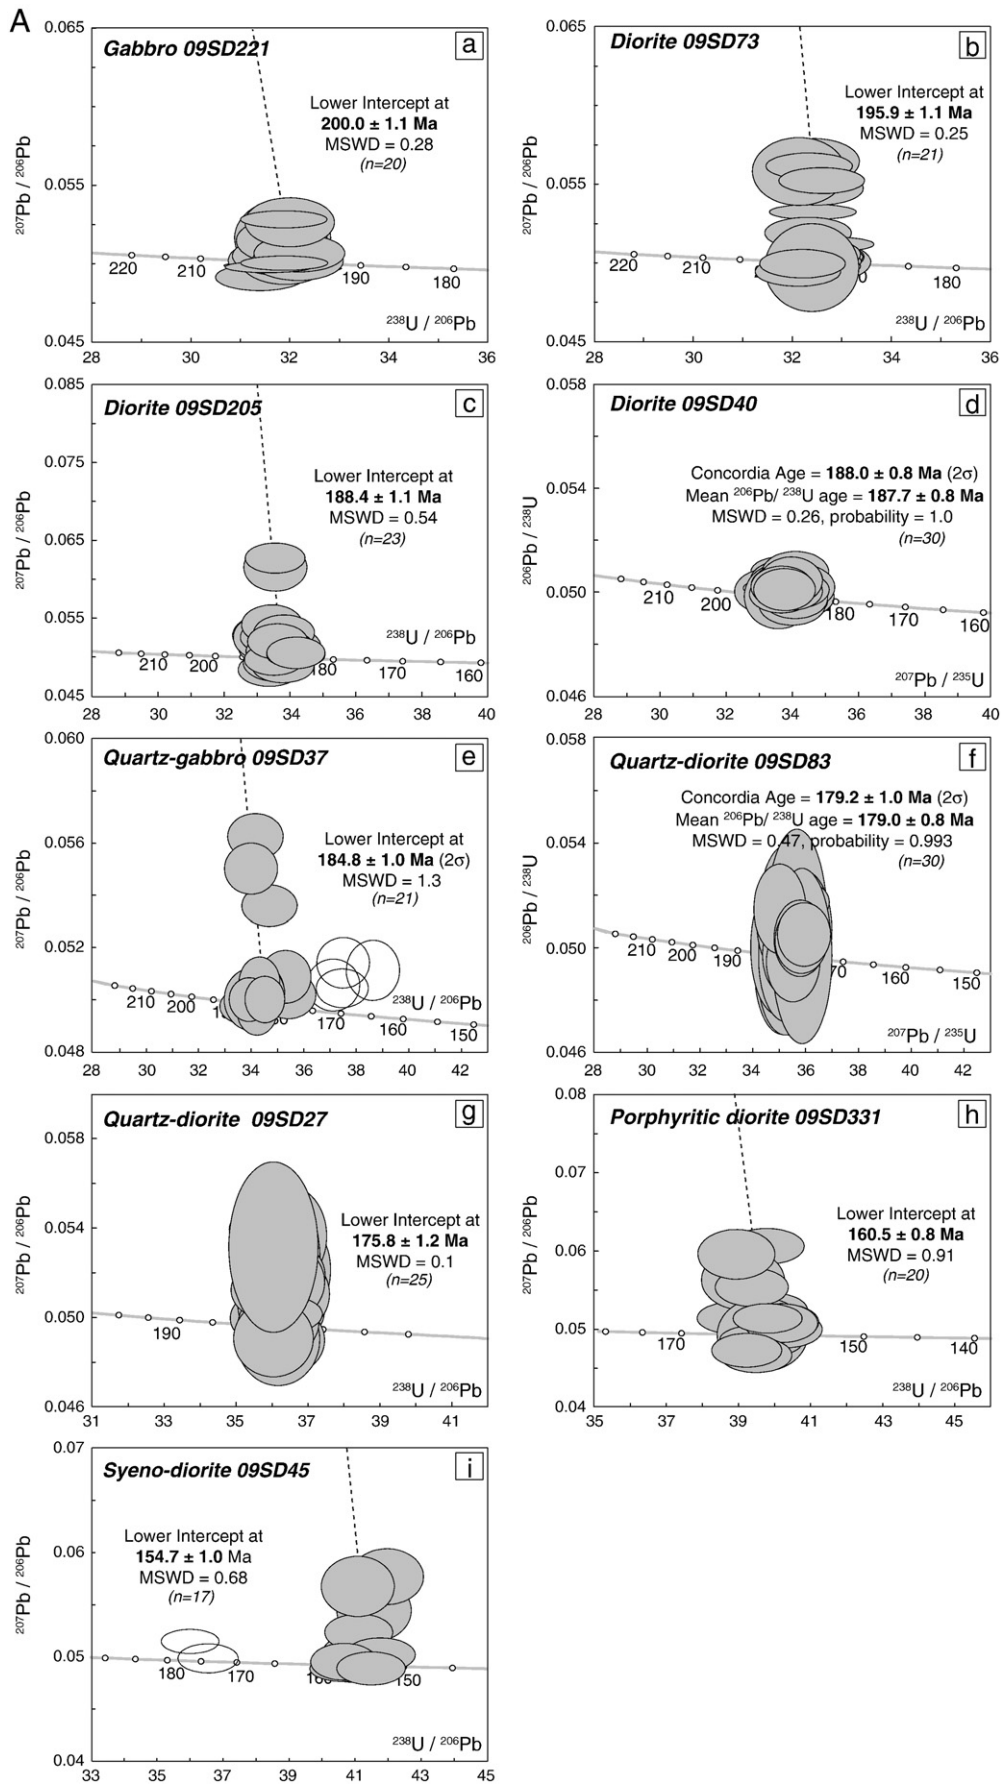 A
Gabbro 09SD221
a
Lower Intercept at
200.0 ± 1.1 Ma
MSWD = 0.28
(n=20)
207Pb / 206Pb
0.065
0.055
0.045
220
210
190
180
238U / 206Pb
28
30
32
34
36
Diorite 09SD73
b
Lower Intercept at
195.9 ± 1.1 Ma
MSWD = 0.25
(n=21)
207Pb / 206Pb
0.065
0.055
0.045
220
210
180
238U / 206Pb
28
30
32
34
36
Diorite 09SD205
c
Lower Intercept at
188.4 ± 1.1 Ma
MSWD = 0.54
(n=23)
207Pb / 206Pb
0.085
0.075
0.065
0.055
0.045
238U / 206Pb
210
200
180
170
160
28
30
32
34
36
38
40
Diorite 09SD40
d
Concordia Age = 188.0 ± 0.8 Ma (2σ)
Mean 206Pb/ 238U age = 187.7 ± 0.8 Ma
MSWD = 0.26, probability = 1.0
(n=30)
206Pb / 238U
0.058
0.054
0.050
0.046
210
200
180
170
160
207Pb / 235U
28
30
32
34
36
38
40
Quartz-gabbro 09SD37
e
Lower Intercept at
184.8 ± 1.0 Ma (2σ)
MSWD = 1.3
(n=21)
207Pb / 206Pb
0.060
0.056
0.052
0.048
238U / 206Pb
210
200
170
160
150
28
30
32
34
36
38
40
42
Quartz-diorite 09SD83
f
Concordia Age = 179.2 ± 1.0 Ma (2σ)
Mean 206Pb/ 238U age = 179.0 ± 0.8 Ma
MSWD = 0.47, probability = 0.993
(n=30)
206Pb / 238U
0.058
0.054
0.050
0.046
210
200
190
160
150
207Pb / 235U
28
30
32
34
36
38
40
42
Quartz-diorite 09SD27
g
Lower Intercept at
175.8 ± 1.2 Ma
MSWD = 0.1
(n=25)
207Pb / 206Pb
0.058
0.054
0.050
0.046
190
238U / 206Pb
31
33
35
37
39
41
Porphyritic diorite 09SD331
h
Lower Intercept at
160.5 ± 0.8 Ma
MSWD = 0.91
(n=20)
207Pb / 206Pb
0.08
0.07
0.06
0.05
0.04
170
150
140
238U / 206Pb
35
37
39
41
43
45
Syeno-diorite 09SD45
i
Lower Intercept at
154.7 ± 1.0 Ma
MSWD = 0.68
(n=17)
207Pb / 206Pb
0.07
0.06
0.05
0.04
180
170
160
150
238U / 206Pb
33
35
37
39
41
43
45